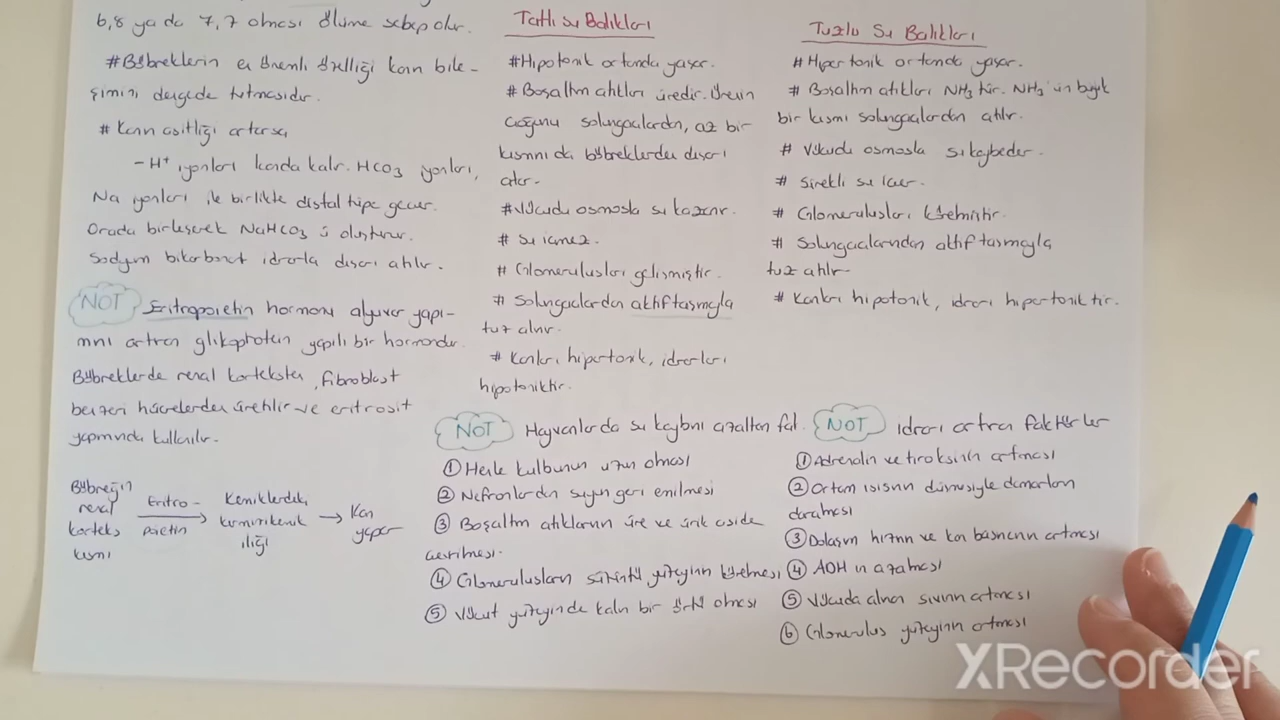 6,8 ya da 7,7 olması ölüme sebep olur.
#Böbreklerin en önemli özelliği kanın bile-
şimini dengede tutmasıdır.
# Kanın asitliği artarsa
- H+ iyonları kanda kalır. HCO3 iyonları,
Na iyonları ile birlikte distal tüpe geçer.
Orada birleşerek NaHCO3 ü oluşturur.
Sodyum bikarbonat idrarla dışarı atılır.
NOT Eritropoietin hormonu alyuvar yapı-
mını artıran glikoprotein yapılı bir hormondur.
Böbreklerde renal korteksten, fibroblast
benzeri hücrelerden üretilir ve eritrosit
yapımında kullanılır.
Böbreğin
renal
korteks
kısmı
Eritro-
poietin
Kemiklerdeki
kırmızı kemik
iliği
Kan
yapar
Tatlı su Balıkları
#Hipotonik ortamda yaşar.
# Boşaltım atıkları üredir. Ürenin
çoğunu solungaçlardan, az bir
kısmını da böbreklerden dışarı
atar.
#Vücudu osmosla su kazanır.
# Su içmez.
# Glomerulusları gelişmiştir.
# Solungaçlardan aktif taşımayla
tuz alınır.
# Kanları hipertonik, idrarları
hipotoniktir.
Tuzlu Su Balıkları
# Hipertonik ortamda yaşar.
# Boşaltım atıkları NH3 tür. NH3 ün büyük
bir kısmı solungaçlardan atılır.
# Vücudu osmosla su kaybeder.
# Sürekli su içer.
# Glomerulusları körelmiştir.
# Solungaçlarından aktif taşımayla
tuz atılır.
# Kanları hipotonik, idrarı hipertoniktir.
NOT Hayvanlarda su kaybını azaltan fak.
① Henle kulbunun uzun olması
② Nefronlardan suyun geri emilmesi
③ Boşaltım atıklarının üre ve ürik aside
çevrilmesi.
④ Glomerulusların süzüntü yüzeyinin körelmesi
⑤ Vücut yüzeyinde kalın bir örtü olması
NOT İdrarı artıran faktörler
① Adrenalin ve tiroksinin artması
② Ortam ısısının düşmesiyle damarların
daralması
③ Dolaşım hızının ve kan basıncının artması
④ ADH ın azalması
⑤ Vücuda alınan sıvının artması
⑥ Glomerulus yüzeyinin artması
XRecorder